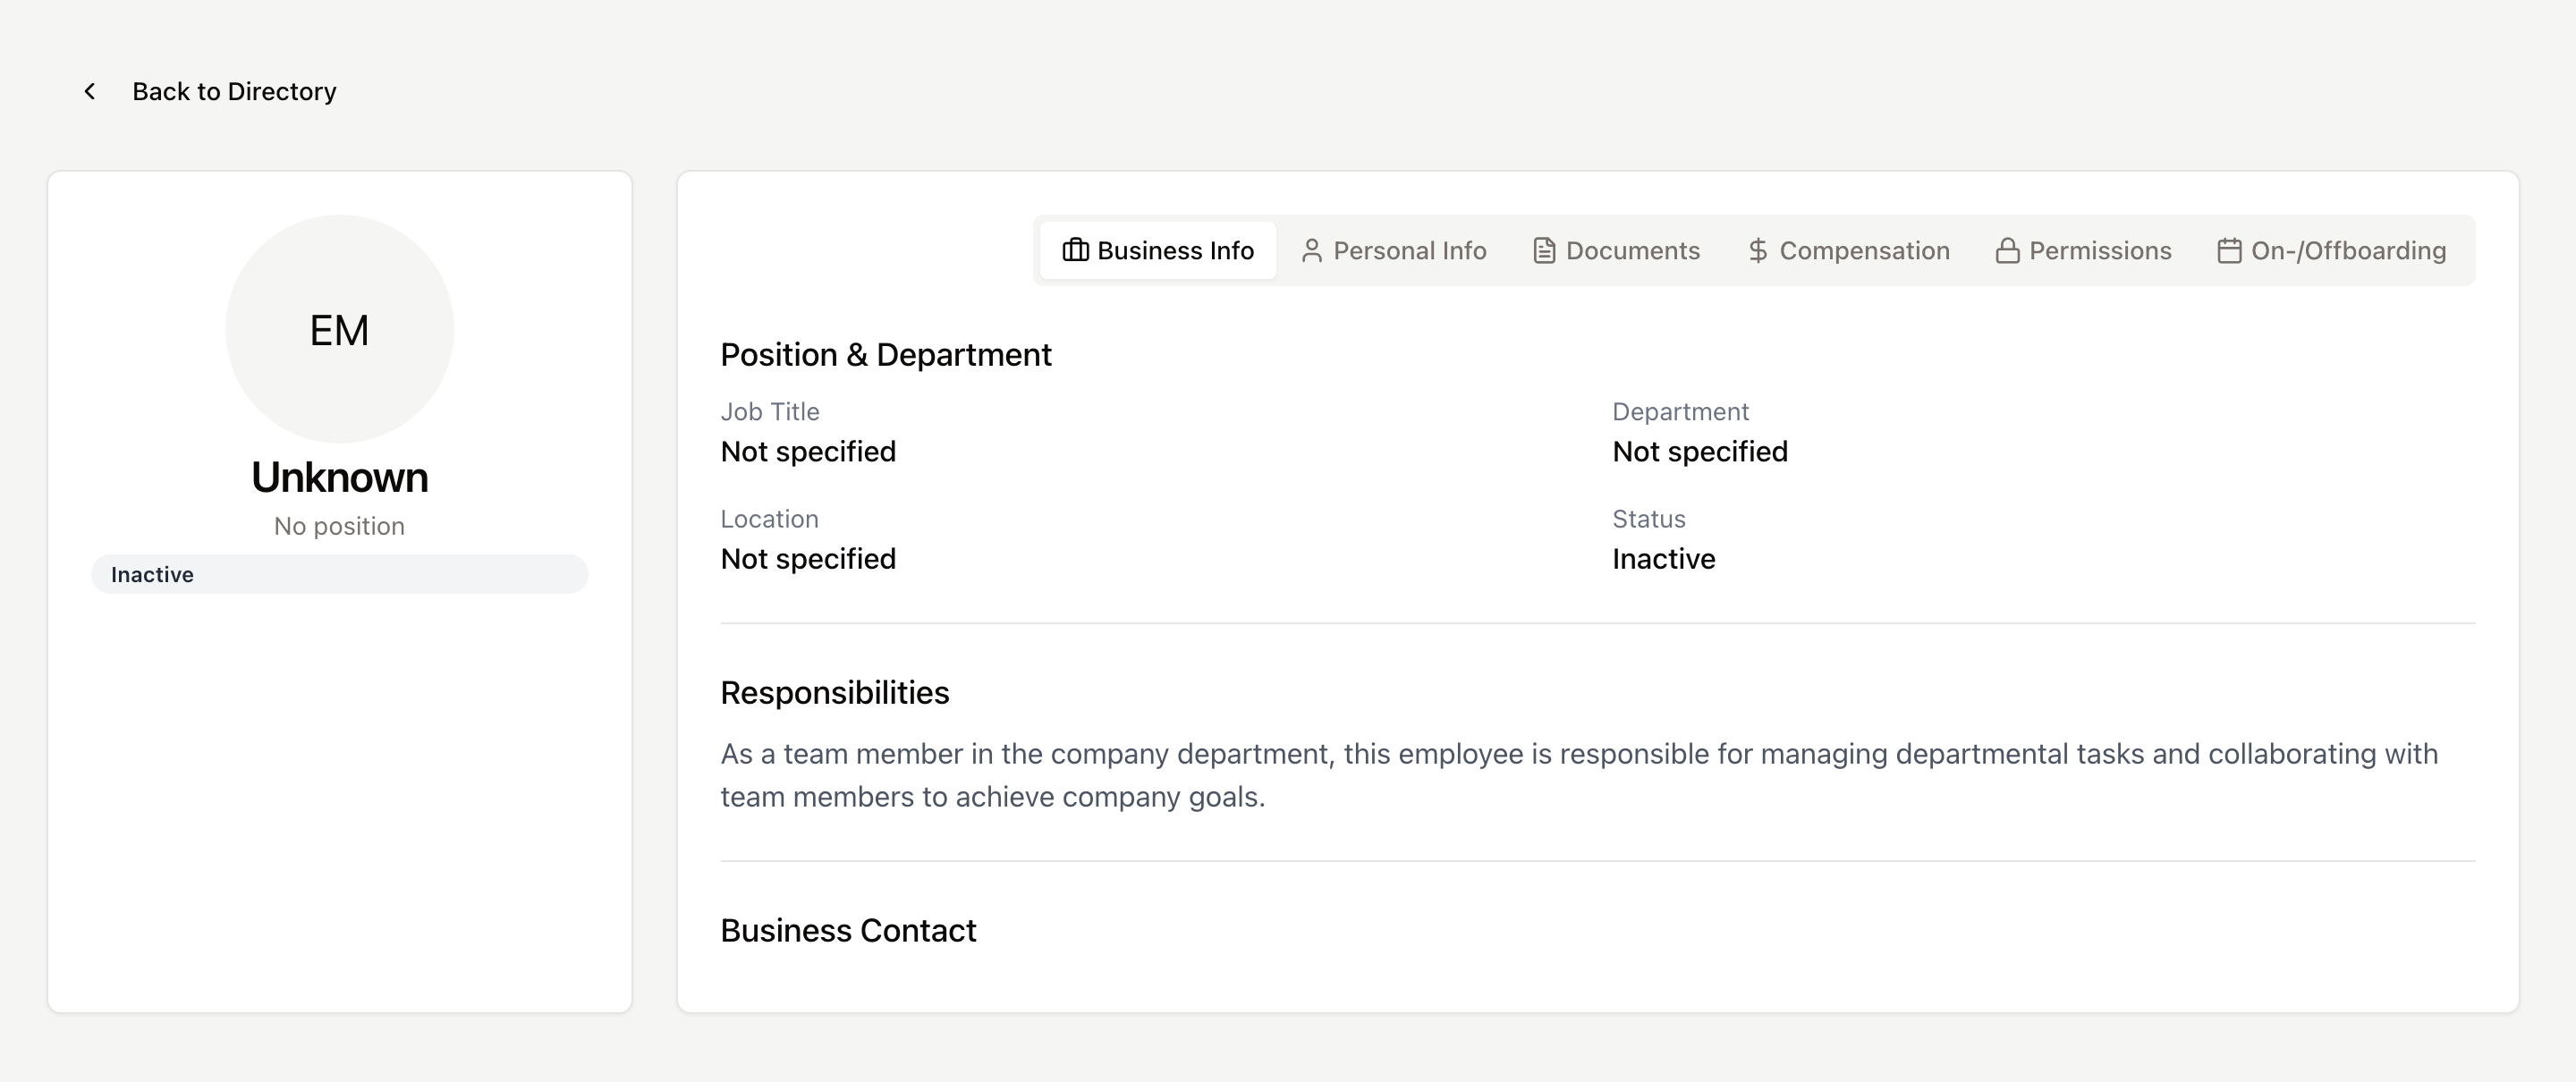 Back to Directory
EM
Unknown
No position
Inactive
Business Info
Personal Info
Documents
Compensation
Permissions
On-/Offboarding
Position & Department
Job Title
Not specified
Department
Not specified
Location
Not specified
Status
Inactive
Responsibilities
As a team member in the company department, this employee is responsible for managing departmental tasks and collaborating with
team members to achieve company goals.
Business Contact